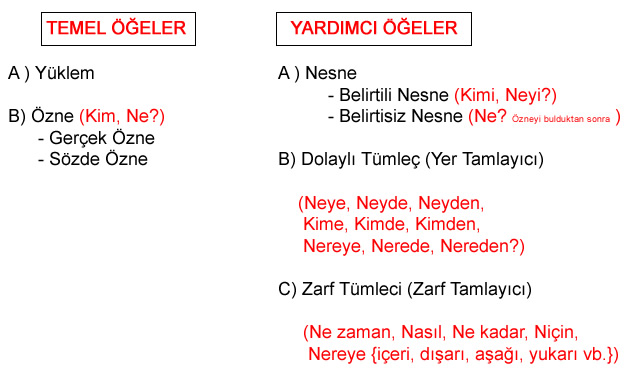 TEMEL ÖĞELER
A ) Yüklem
B) Özne (Kim, Ne?)
- Gerçek Özne
- Sözde Özne
YARDIMCI ÖĞELER
A ) Nesne
- Belirtili Nesne (Kimi, Neyi?)
- Belirtisiz Nesne (Ne? Özneyi bulduktan sonra )
B) Dolaylı Tümleç (Yer Tamlayıcı)
(Neye, Neyde, Neyden,
Kime, Kimde, Kimden,
Nereye, Nerede, Nereden?)
C) Zarf Tümleci (Zarf Tamlayıcı)
(Ne zaman, Nasıl, Ne kadar, Niçin,
Nereye {içeri, dışarı, aşağı, yukarı vb.})